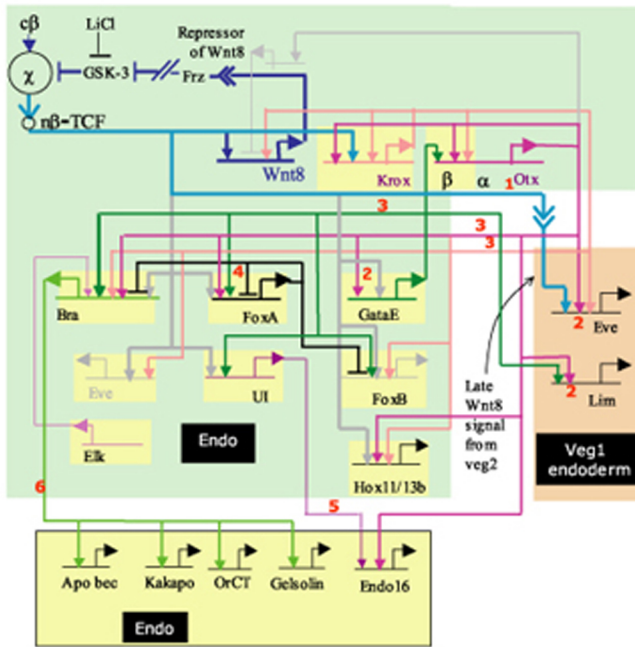 cβ
LiCl
Repressor
of Wnt8
χ
GSK-3
Frz
nβ=TCF
Wnt8
Krox
β
α
1
Otx
3
3
3
4
2
Bra
FoxA
GataE
2
Eve
Eve
UI
FoxB
Late
Wnt8
signal
from
veg2
2
Lim
Elk
Endo
Hox11/13b
Veg1
endoderm
6
5
Apo bec
Kakapo
OrCT
Gelsolin
Endo16
Endo